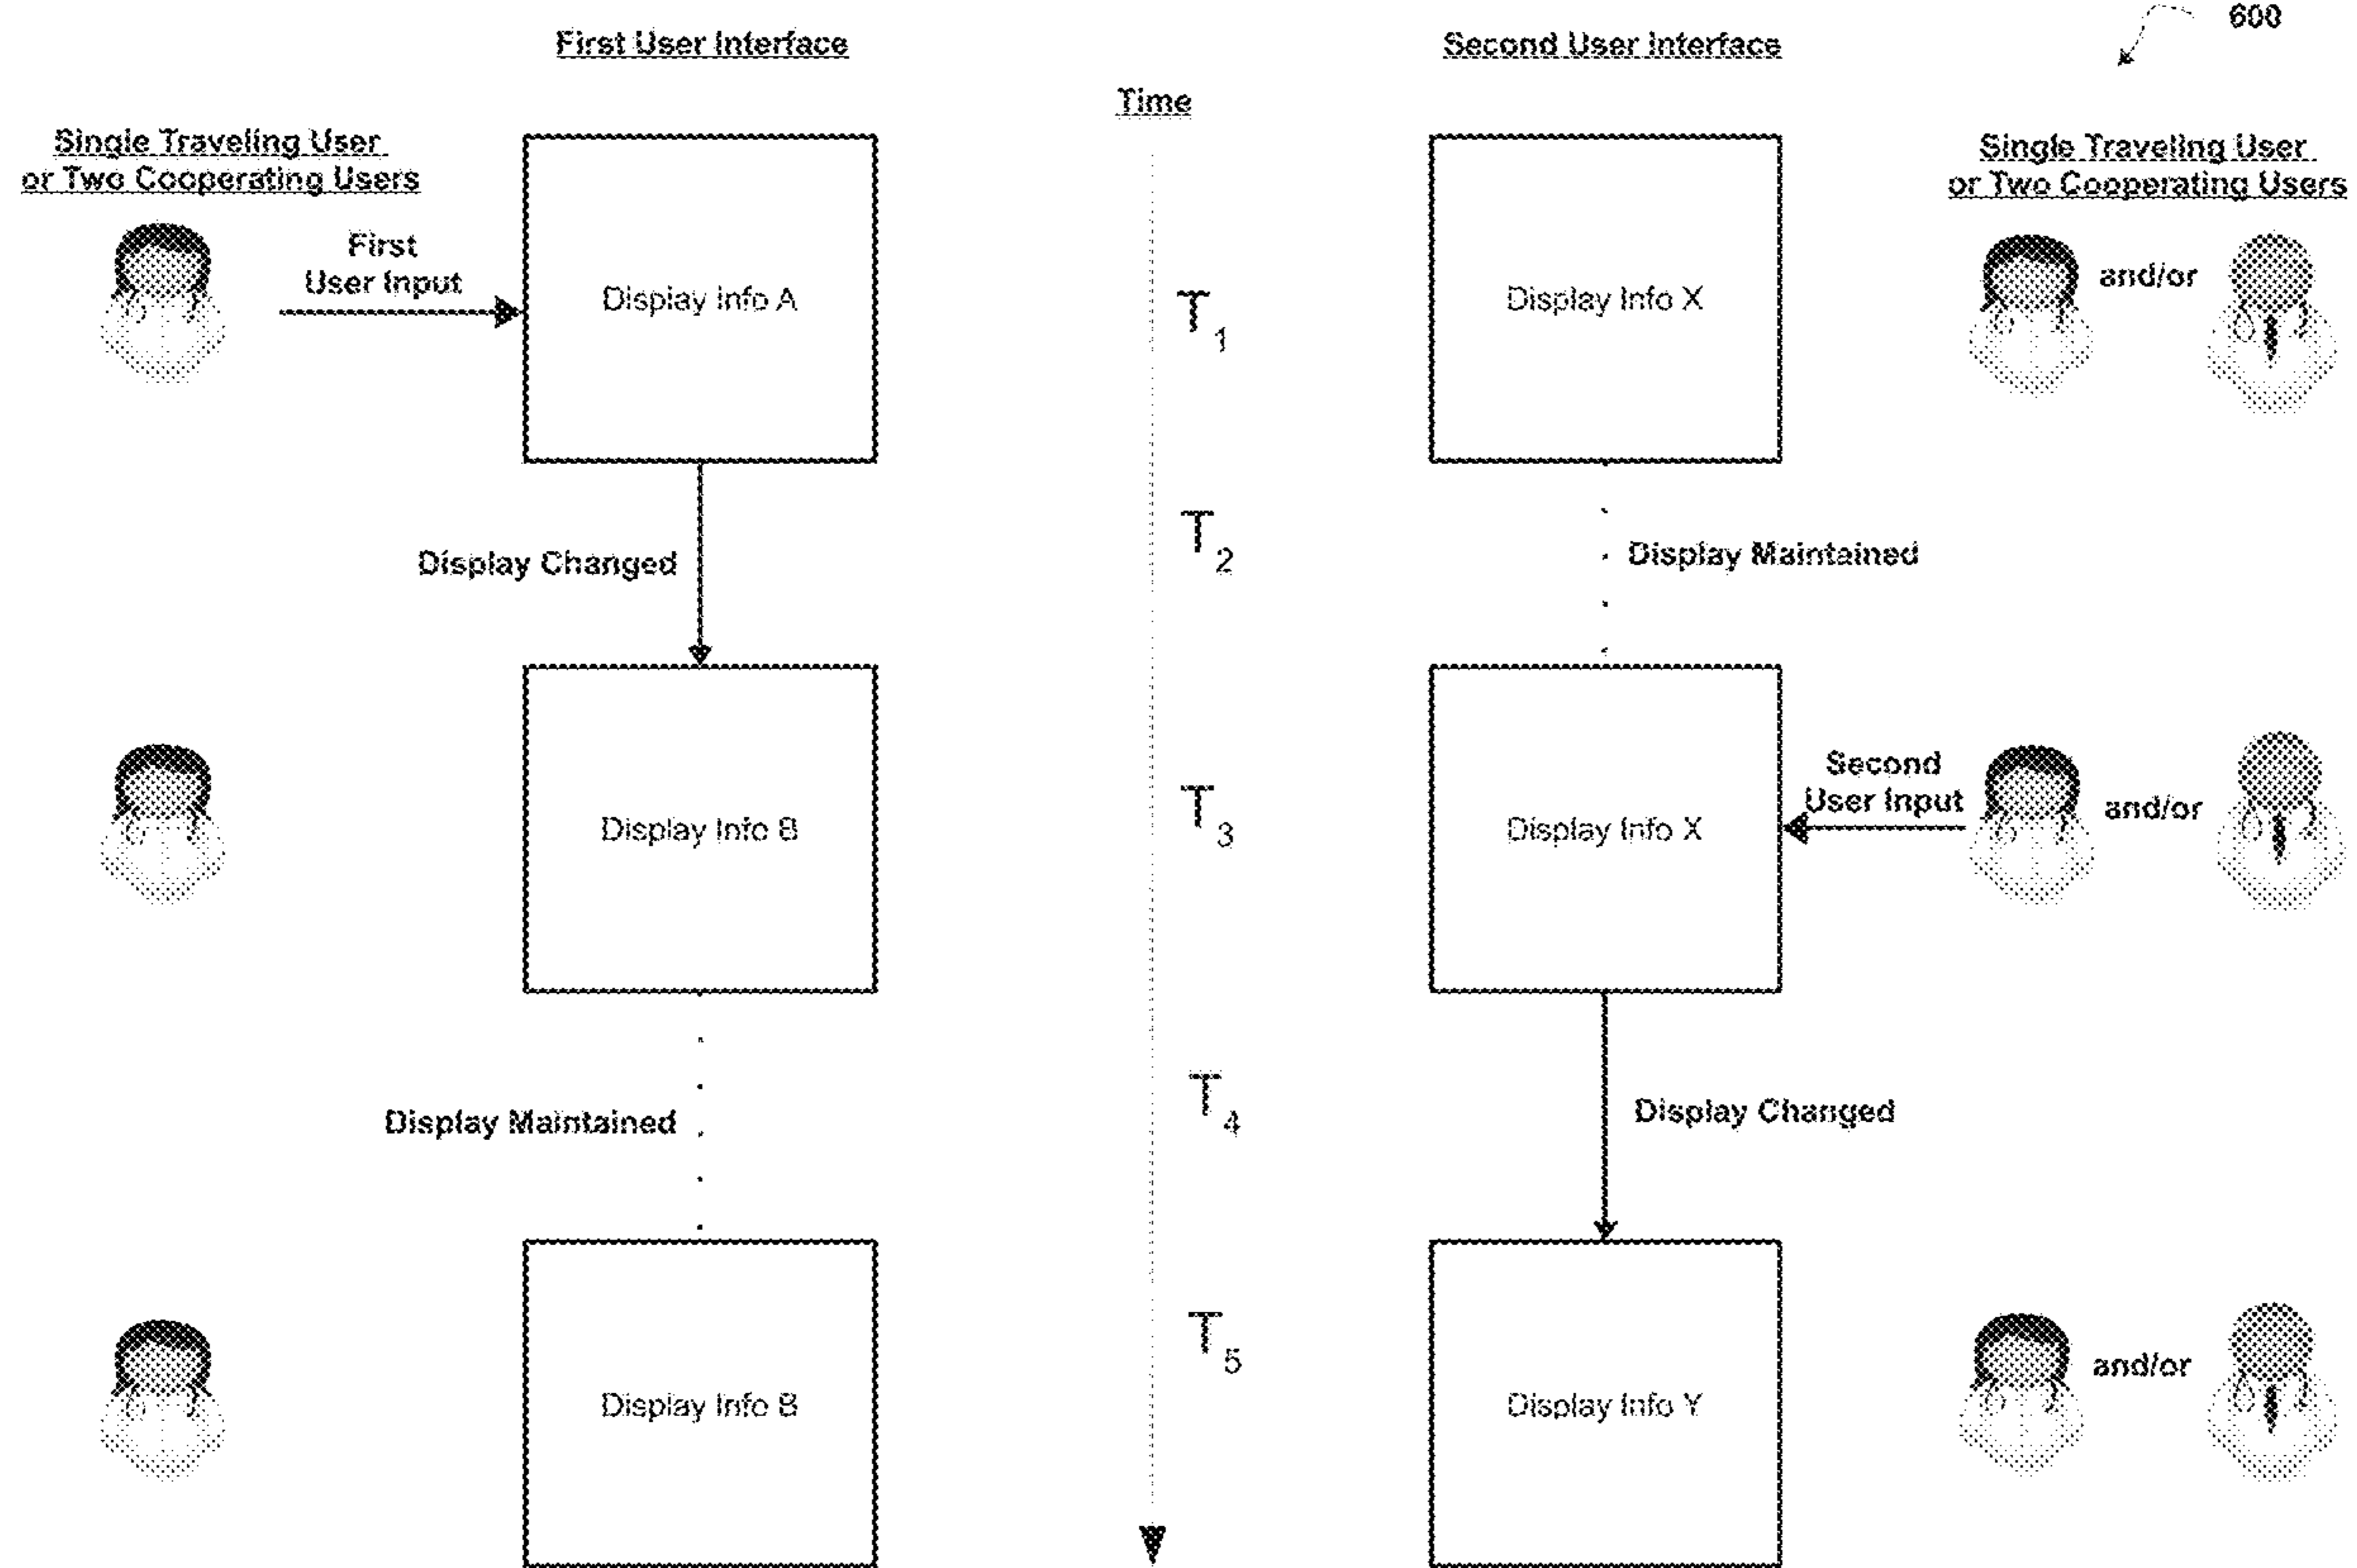 600
First User Interface
Second User Interface
Time
Single Traveling User
or Two Cooperating Users
Single Traveling User
or Two Cooperating Users
First
User Input
Display Info A
T1
Display Info X
and/or
Display Changed
T2
Display Maintained
Display Info B
T3
Display Info X
Second
User Input
and/or
Display Maintained
T4
Display Changed
Display Info B
T5
Display Info Y
and/or